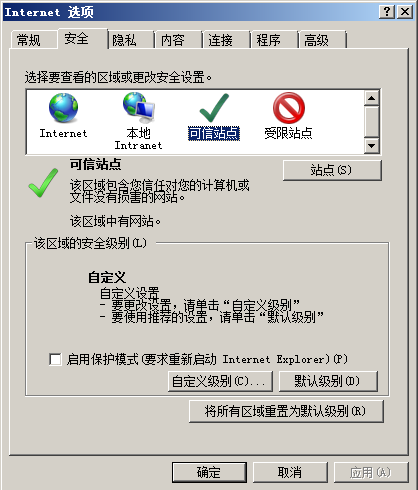 Internet 选项
常规 安全 隐私 内容 连接 程序 高级
选择要查看的区域或更改安全设置。
Internet 本地 Intranet 可信站点 受限站点
可信站点
站点(S)
该区域包含您信任对您的计算机或
文件没有损害的网站。
该区域中有网站。
该区域的安全级别(L)
自定义
自定义设置
- 要更改设置，请单击“自定义级别”
- 要使用推荐的设置，请单击“默认级别”
启用保护模式(要求重新启动 Internet Explorer)(P)
自定义级别(C)... 默认级别(D)
将所有区域重置为默认级别(R)
确定 取消 应用(A)